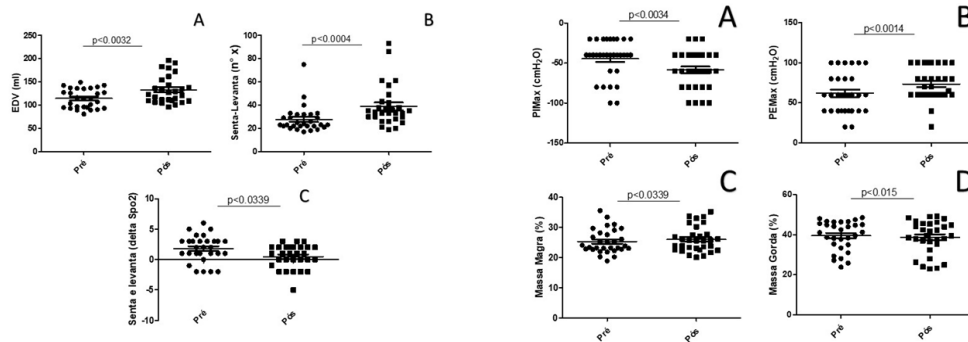 A
p<0.0032
EDV (ml)
250
200
150
100
50
0
Pré
Pós
B
p<0.0004
Senta-Levanta (nº x)
100
80
60
40
20
0
Pré
Pós
C
p<0.0339
Senta e levanta (delta Spo2)
10
5
0
-5
-10
Pré
Pós
A
p<0.0034
PIMax (cmH₂O)
0
-50
-100
-150
Pré
Pós
B
p<0.0014
PEMax (cmH₂O)
150
100
50
0
Pré
Pós
C
p<0.0339
Massa Magra (%)
40
30
20
10
0
Pré
Pós
D
p<0.015
Massa Gorda (%)
60
40
20
0
Pré
Pós